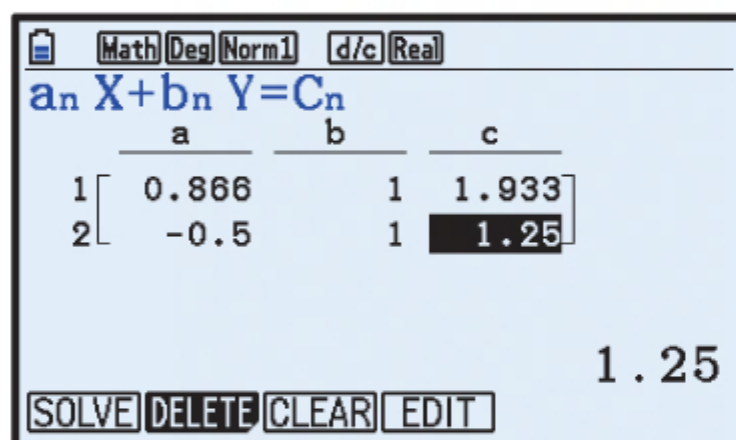 Math Deg Norm1 d/c Real
an X+bn Y=Cn
a b c
1 0.866 1 1.933
2 -0.5 1 1.25
1.25
SOLVE DELETE CLEAR EDIT